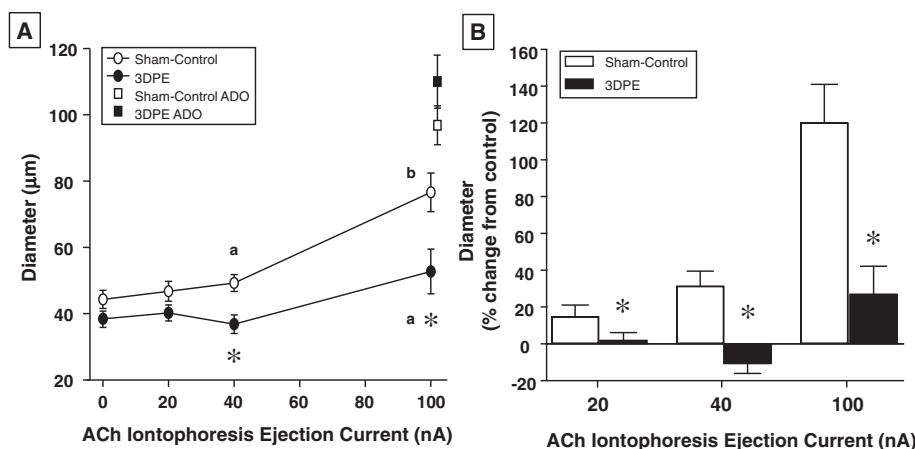 A
Sham-Control
3DPE
Sham-Control ADO
3DPE ADO
Diameter (µm)
120
100
80
60
40
20
b
a
a *
*
0 20 40 60 80 100
ACh Iontophoresis Ejection Current (nA)
B
Sham-Control
3DPE
Diameter
(% change from control)
160
140
120
100
80
60
40
20
0
-20
* * *
20 40 100
ACh Iontophoresis Ejection Current (nA)